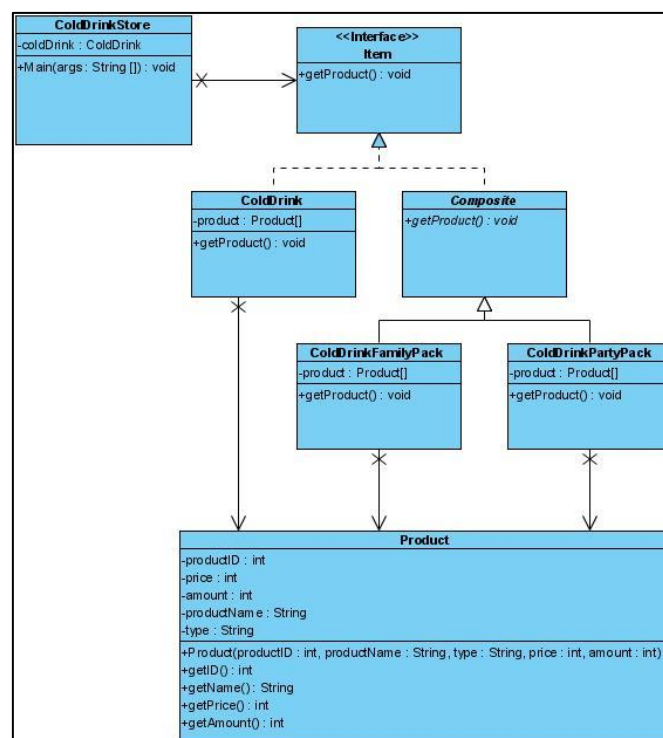 ColdDrinkStore
-coldDrink : ColdDrink
+Main(args : String []) : void
<<Interface>>
Item
+getProduct() : void
ColdDrink
-product : Product[]
+getProduct() : void
Composite
+getProduct() : void
ColdDrinkFamilyPack
-product : Product[]
+getProduct() : void
ColdDrinkPartyPack
-product : Product[]
+getProduct() : void
Product
-productID : int
-price : int
-amount : int
-productName : String
-type : String
+Product(productID : int, productName : String, type : String, price : int, amount : int)
+getID() : int
+getName() : String
+getPrice() : int
+getAmount() : int